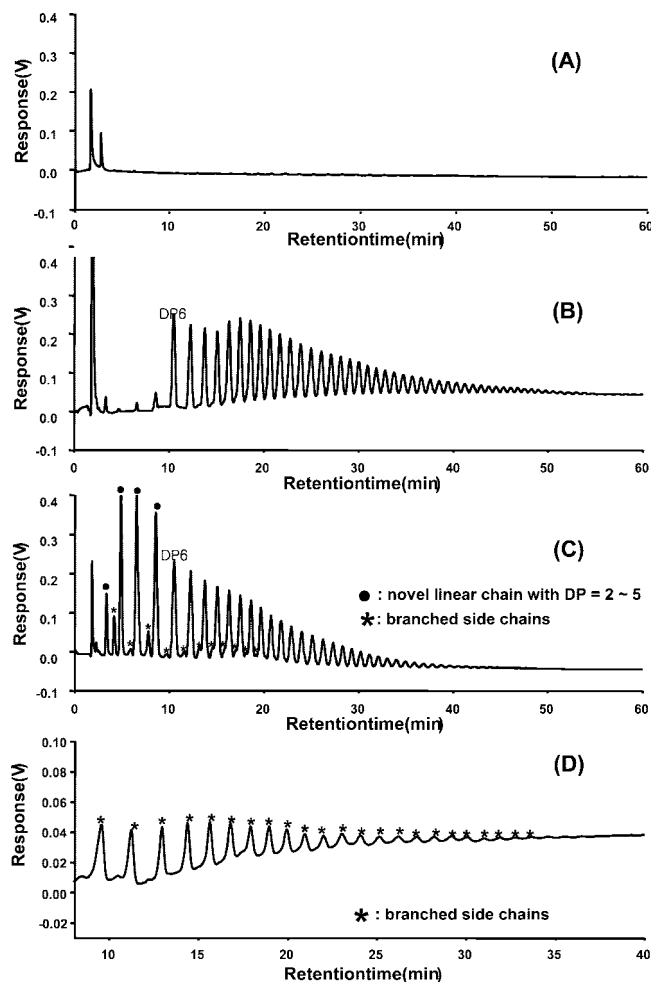 (A)
Response(V)
0.4
0.3
0.2
0.1
0.0
-0.1
0 10 20 30 40 50 60
Retentiontime(min)
(B)
Response(V)
0.4
0.3
0.2
0.1
0.0
-0.1
DP6
0 10 20 30 40 50 60
Retentiontime(min)
(C)
Response(V)
0.4
0.3
0.2
0.1
0.0
-0.1
DP6
● : novel linear chain with DP = 2 ~ 5
* : branched side chains
0 10 20 30 40 50 60
Retentiontime(min)
(D)
Response(V)
0.10
0.08
0.06
0.04
0.02
0.00
-0.02
* : branched side chains
10 15 20 25 30 35 40
Retentiontime(min)